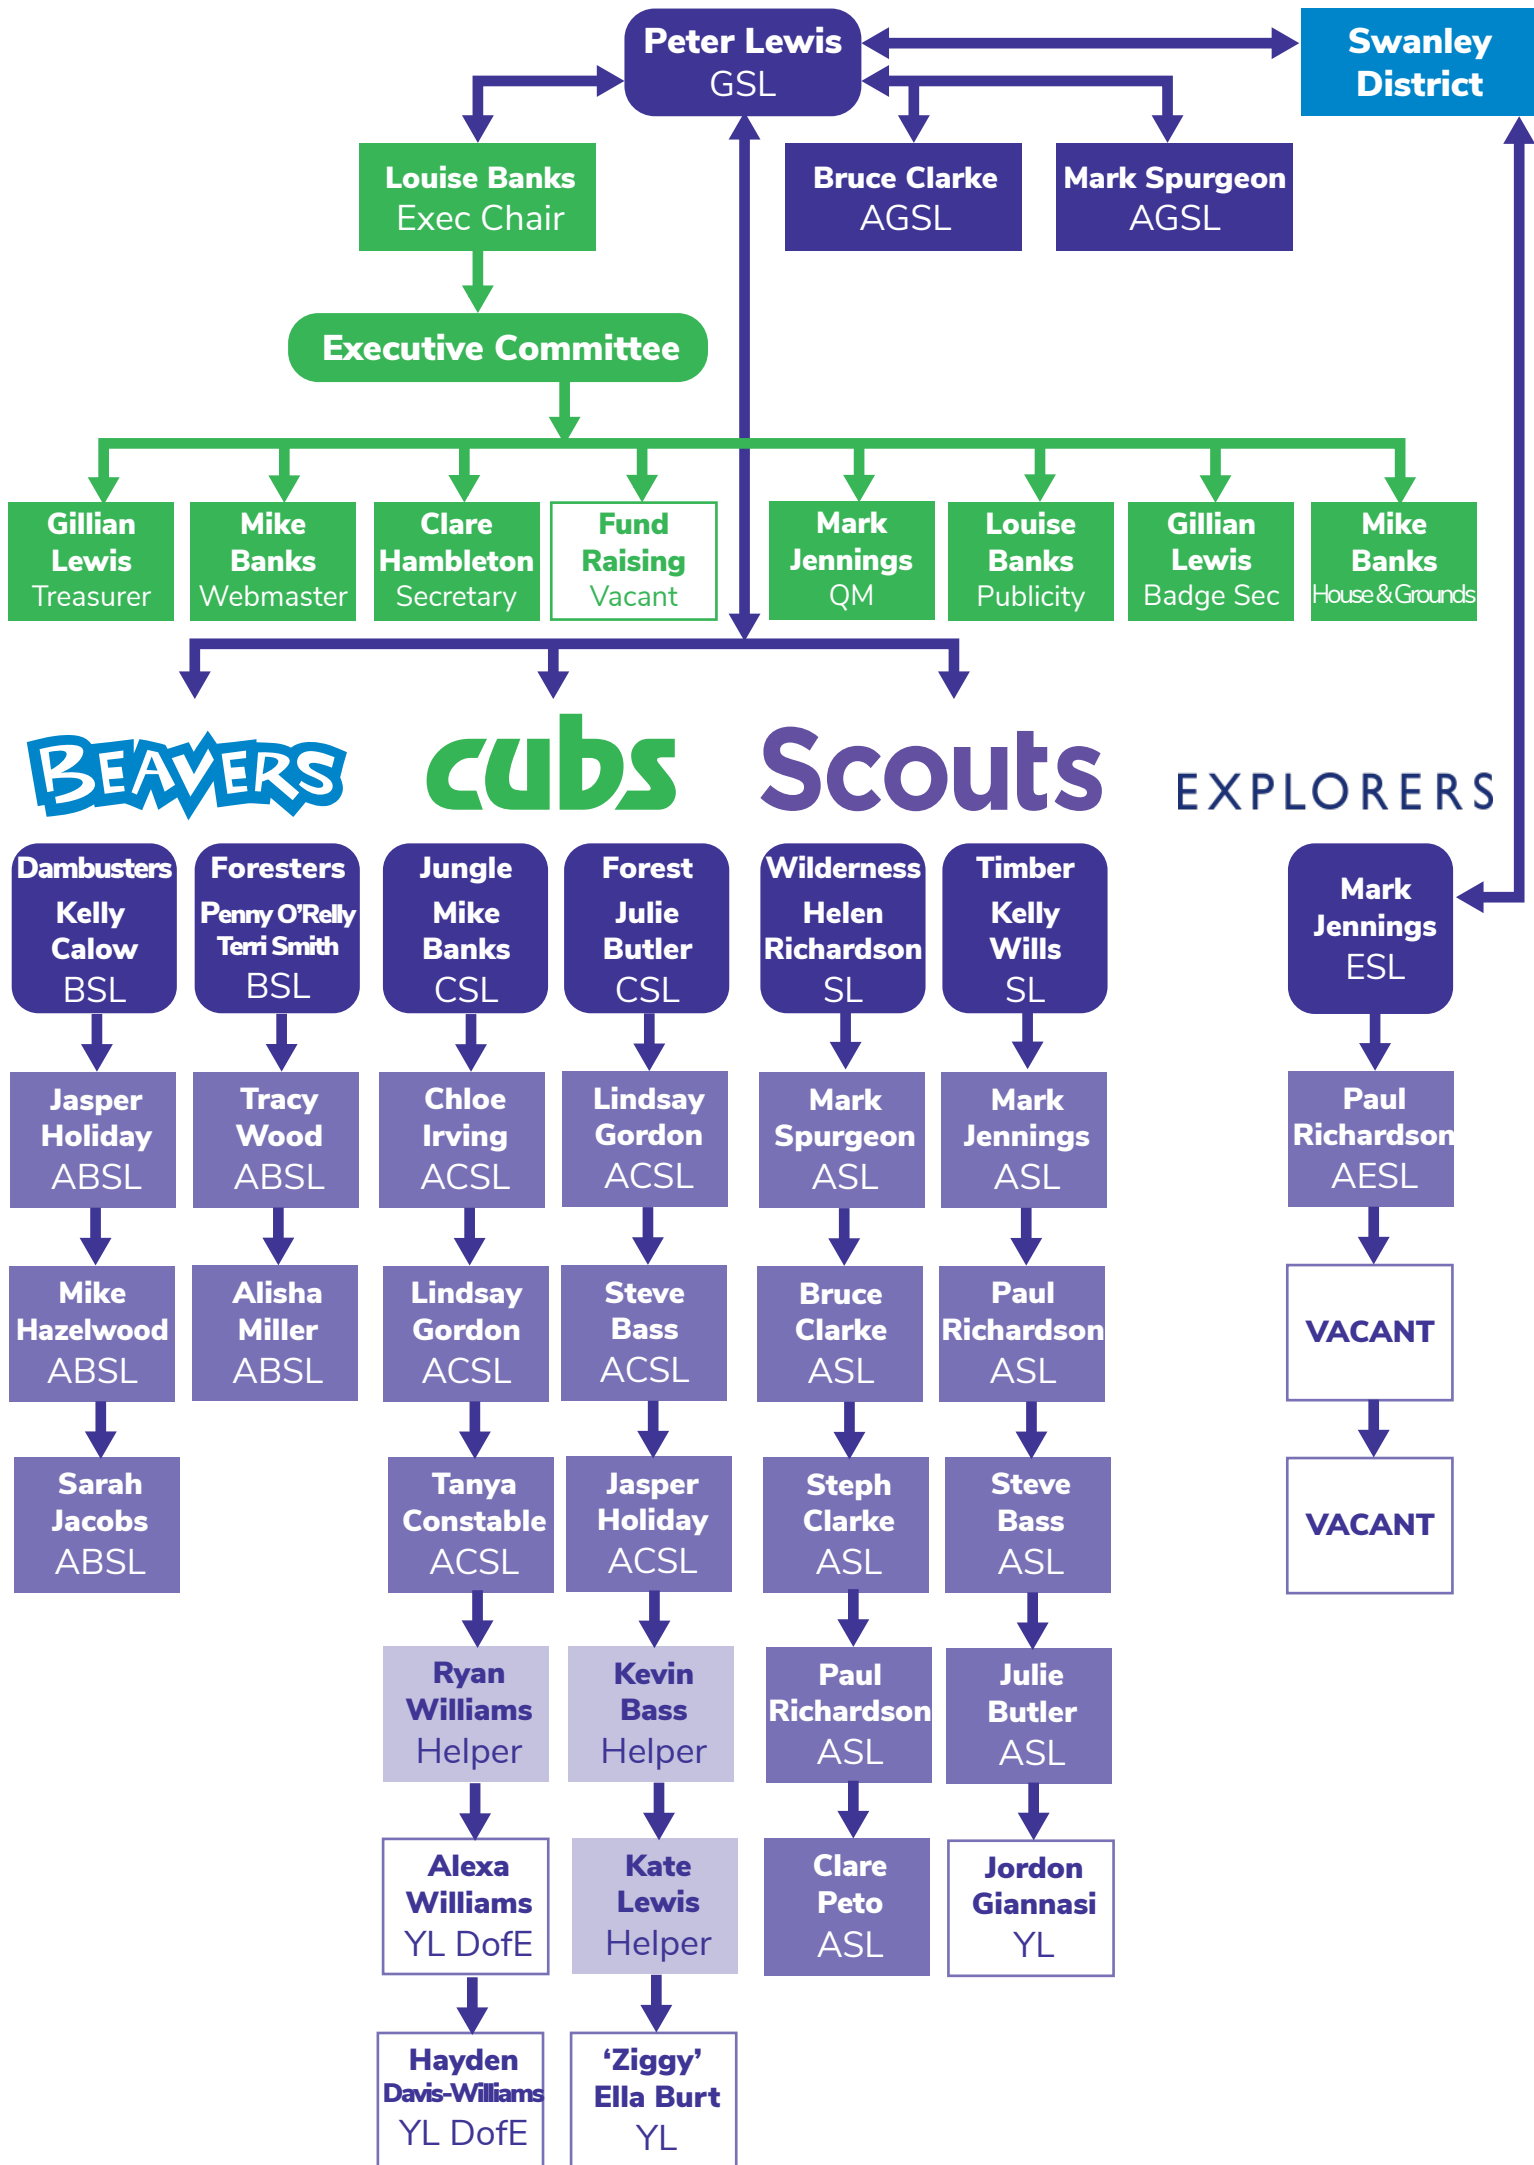 Peter Lewis
GSL
Swanley
District
Louise Banks
Exec Chair
Bruce Clarke
AGSL
Mark Spurgeon
AGSL
Executive Committee
Gillian
Lewis
Treasurer
Mike
Banks
Webmaster
Clare
Hambleton
Secretary
Fund
Raising
Vacant
Mark
Jennings
QM
Louise
Banks
Publicity
Gillian
Lewis
Badge Sec
Mike
Banks
House & Grounds
BEAVERS
cubs
Scouts
EXPLORERS
Dambusters
Kelly
Calow
BSL
Foresters
Penny O'Relly
Terri Smith
BSL
Jungle
Mike
Banks
CSL
Forest
Julie
Butler
CSL
Wilderness
Helen
Richardson
SL
Timber
Kelly
Wills
SL
Mark
Jennings
ESL
Jasper
Holiday
ABSL
Tracy
Wood
ABSL
Chloe
Irving
ACSL
Lindsay
Gordon
ACSL
Mark
Spurgeon
ASL
Mark
Jennings
ASL
Paul
Richardson
AESL
Mike
Hazelwood
ABSL
Alisha
Miller
ABSL
Lindsay
Gordon
ACSL
Steve
Bass
ACSL
Bruce
Clarke
ASL
Paul
Richardson
ASL
VACANT
Sarah
Jacobs
ABSL
Tanya
Constable
ACSL
Jasper
Holiday
ACSL
Steph
Clarke
ASL
Steve
Bass
ASL
VACANT
Ryan
Williams
Helper
Kevin
Bass
Helper
Paul
Richardson
ASL
Julie
Butler
ASL
Alexa
Williams
YL DofE
Kate
Lewis
Helper
Clare
Peto
ASL
Jordon
Giannasi
YL
Hayden
Davis-Williams
YL DofE
‘Ziggy’
Ella Burt
YL